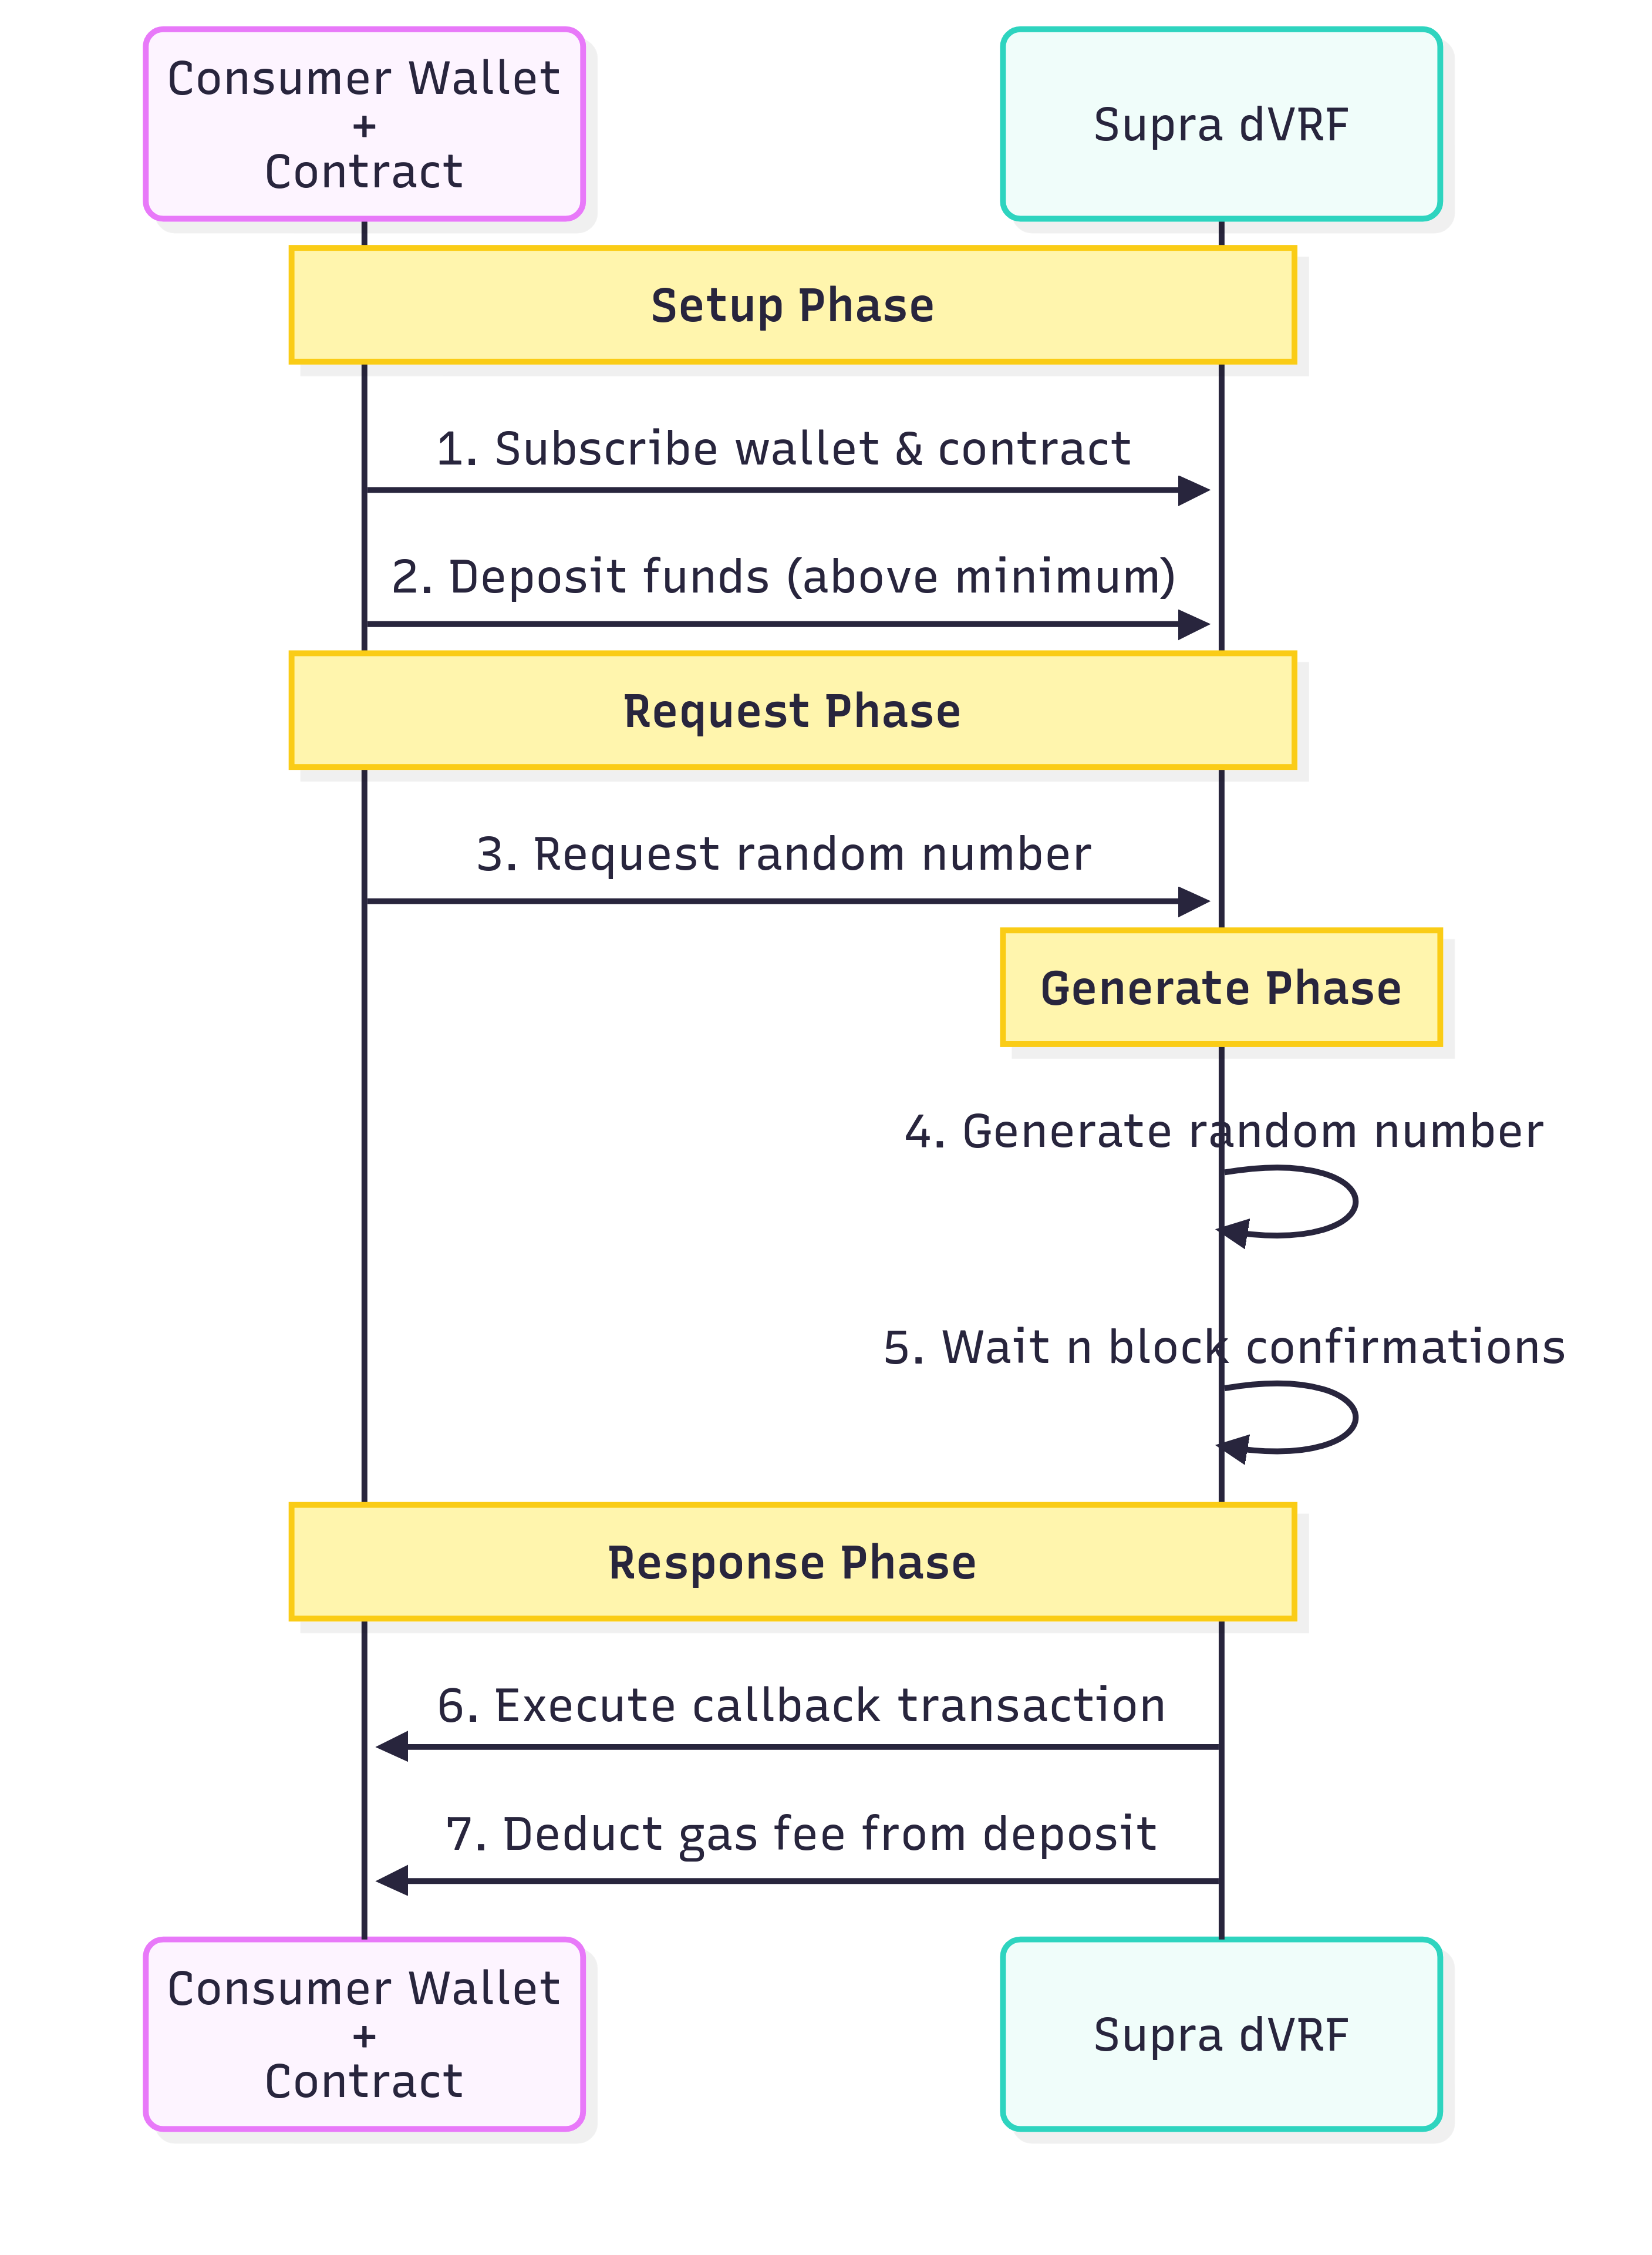 Consumer Wallet
+
Contract
Supra dVRF
Setup Phase
1. Subscribe wallet & contract
2. Deposit funds (above minimum)
Request Phase
3. Request random number
Generate Phase
4. Generate random number
5. Wait n block confirmations
Response Phase
6. Execute callback transaction
7. Deduct gas fee from deposit
Consumer Wallet
+
Contract
Supra dVRF